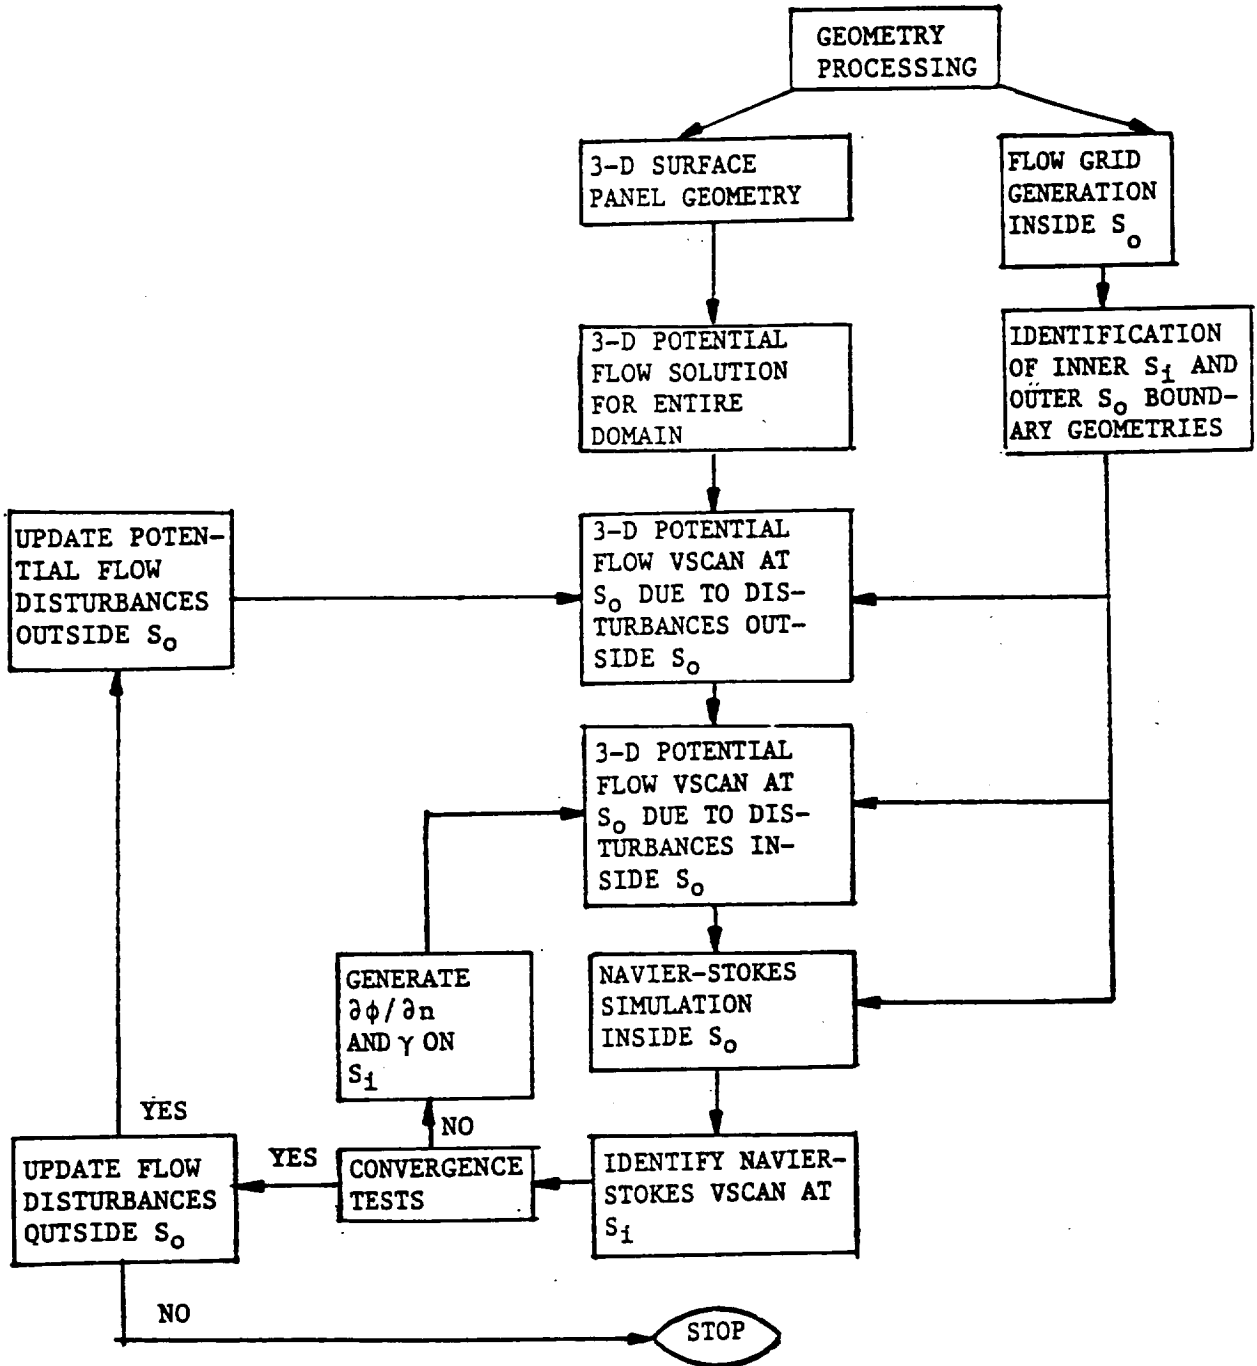 GEOMETRY
PROCESSING
3-D SURFACE
PANEL GEOMETRY
FLOW GRID
GENERATION
INSIDE So
3-D POTENTIAL
FLOW SOLUTION
FOR ENTIRE
DOMAIN
IDENTIFICATION
OF INNER Si AND
OUTER So BOUND-
ARY GEOMETRIES
UPDATE POTEN-
TIAL FLOW
DISTURBANCES
OUTSIDE So
3-D POTENTIAL
FLOW VSCAN AT
So DUE TO DIS-
TURBANCES OUT-
SIDE So
3-D POTENTIAL
FLOW VSCAN AT
So DUE TO DIS-
TURBANCES IN-
SIDE So
GENERATE
∂ϕ/∂n
AND γ ON
Si
NAVIER-STOKES
SIMULATION
INSIDE So
YES
NO
UPDATE FLOW
DISTURBANCES
QUTSIDE So
YES
CONVERGENCE
TESTS
IDENTIFY NAVIER-
STOKES VSCAN AT
Si
NO
STOP